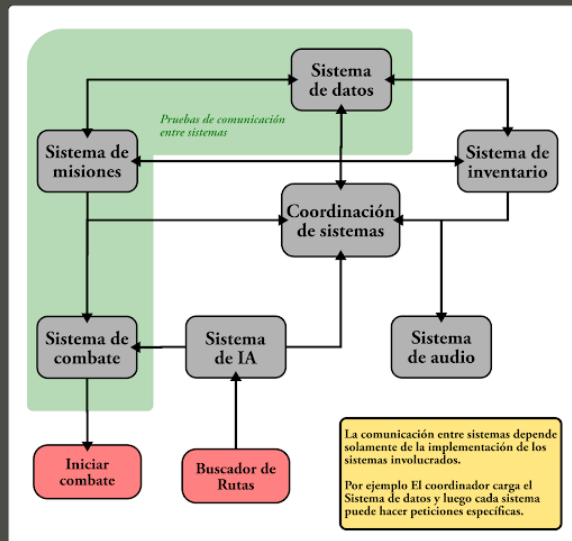 Sistema
de datos
Pruebas de comunicación
entre sistemas
Sistema de
misiones
Sistema de
inventario
Coordinación
de sistemas
Sistema de
combate
Sistema
de IA
Sistema
de audio
Iniciar
combate
Buscador de
Rutas
La comunicación entre sistemas depende
solamente de la implementación de los
sistemas involucrados.
Por ejemplo El coordinador carga el
Sistema de datos y luego cada sistema
puede hacer peticiones específicas.